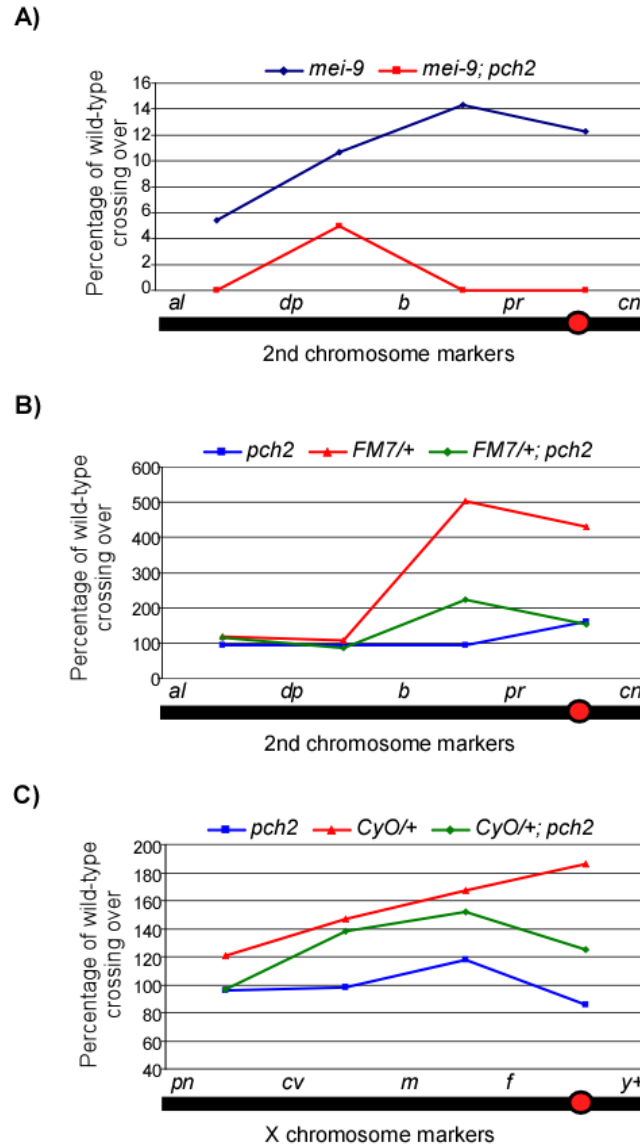 A)
mei-9 mei-9; pch2
Percentage of wild-type
crossing over
16
14
12
10
8
6
4
2
0
al dp b pr cn
2nd chromosome markers
B)
pch2 FM7/+ FM7/+; pch2
Percentage of wild-type
crossing over
600
500
400
300
200
100
0
al dp b pr cn
2nd chromosome markers
C)
pch2 CyO/+ CyO/+; pch2
Percentage of wild-type
crossing over
200
180
160
140
120
100
80
60
40
pn cv m f y+
X chromosome markers